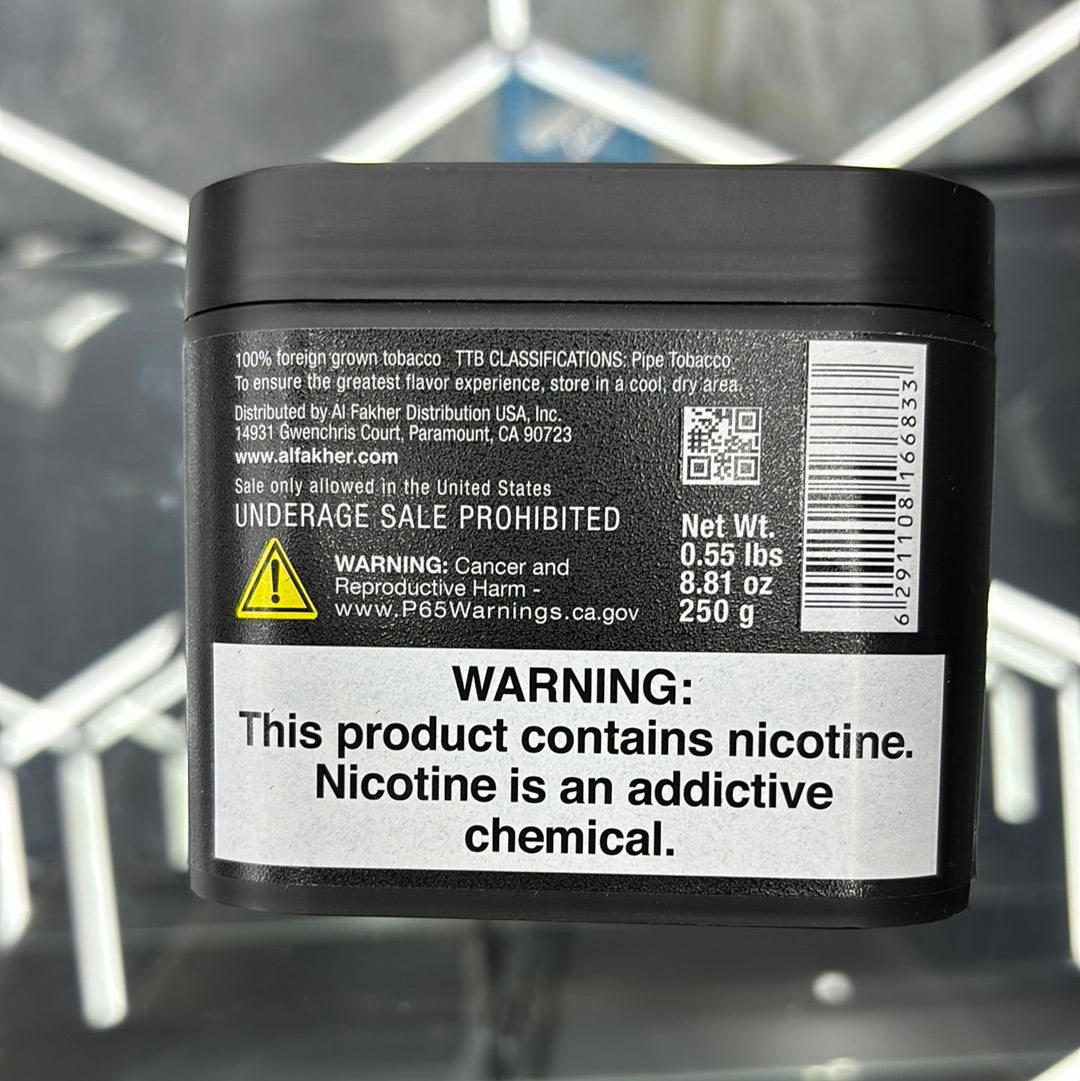 100% foreign grown tobacco TTB CLASSIFICATIONS: Pipe Tobacco
To ensure the greatest flavor experience, store in a cool, dry area.
Distributed by Al Fakher Distribution USA, Inc.
14931 Gwenchris Court, Paramount, CA 90723
www.alfakher.com
Sale only allowed in the United States
UNDERAGE SALE PROHIBITED
WARNING: Cancer and
Reproductive Harm -
www.P65Warnings.ca.gov
Net Wt.
0.55 lbs
8.81 oz
250 g
6 291108 166833
WARNING:
This product contains nicotine.
Nicotine is an addictive
chemical.